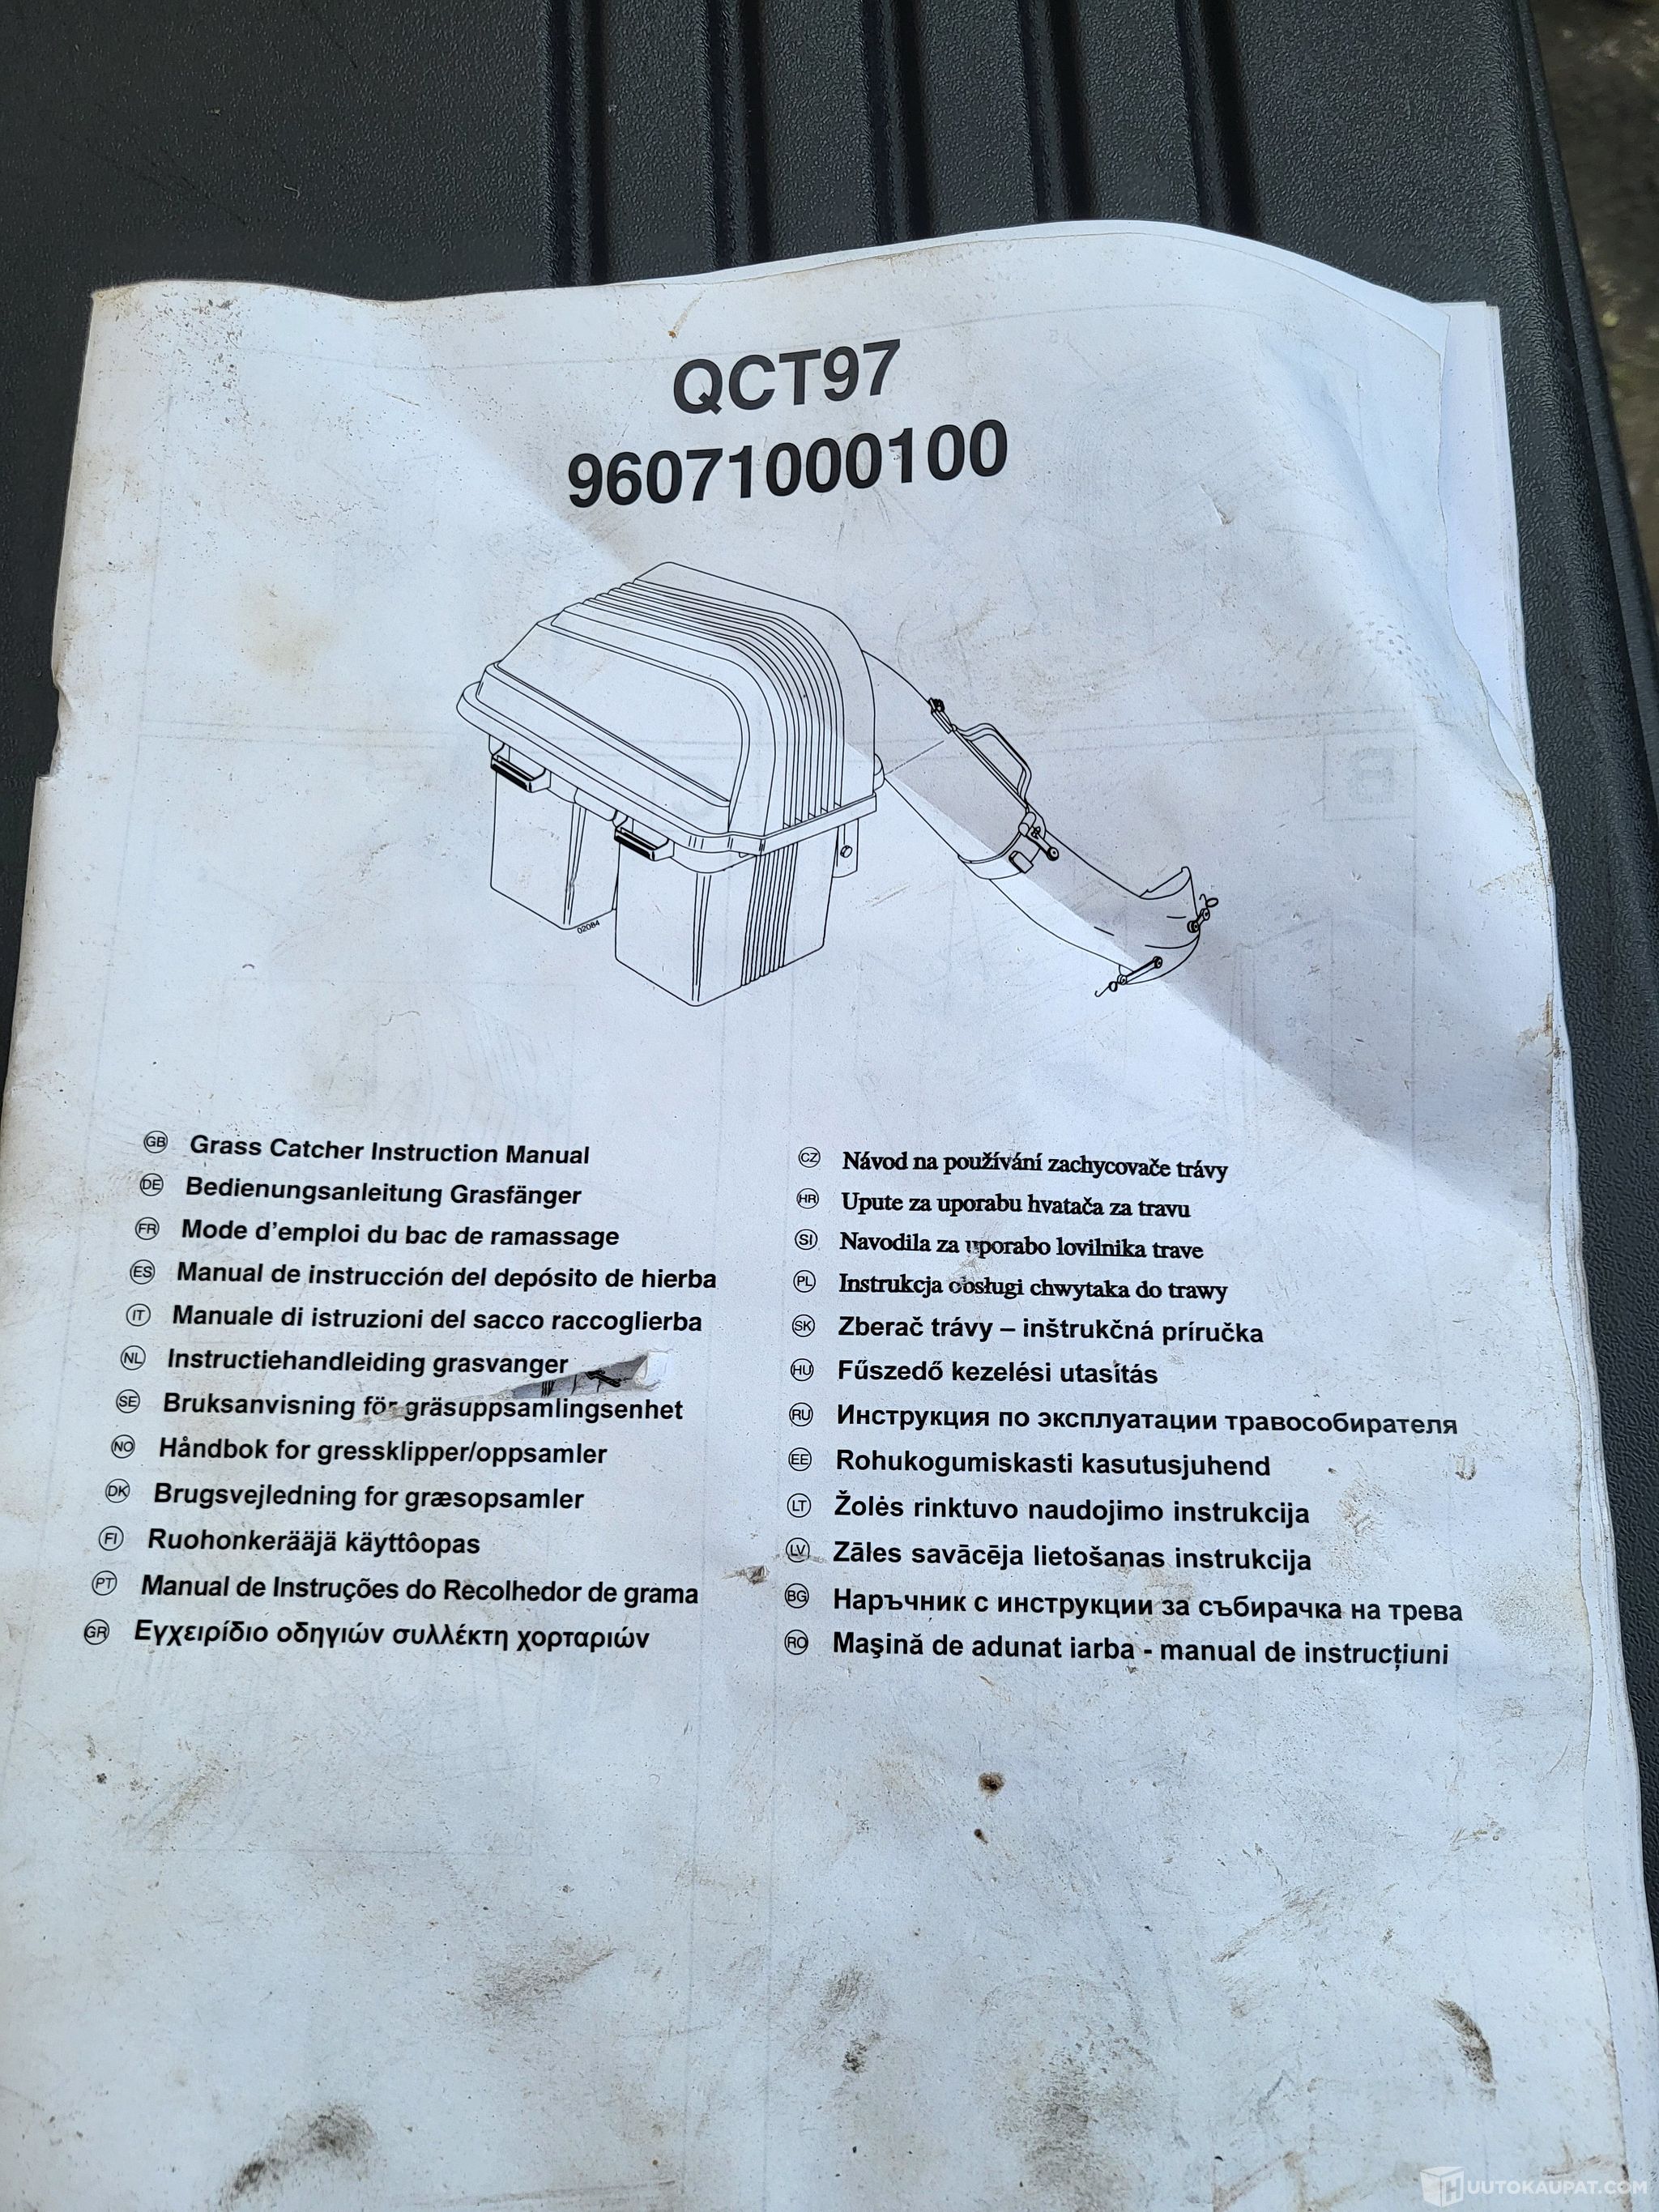 QCT97
96071000100
02084
GB Grass Catcher Instruction Manual
DE Bedienungsanleitung Grasfänger
FR Mode d'emploi du bac de ramassage
ES Manual de instrucción del depósito de hierba
IT Manuale di istruzioni del sacco raccoglierba
NL Instructiehandleiding grasvanger
SE Bruksanvisning för gräsuppsamlingsenhet
NO Håndbok for gressklipper/oppsamler
DK Brugsvejledning for græsopsamler
FI Ruohonkerääjä käyttôopas
PT Manual de Instruções do Recolhedor de grama
GR Εγχειρίδιο οδηγιών συλλέκτη χορταριών
CZ Návod na používání zachycovače trávy
HR Upute za uporabu hvatača za travu
SI Navodila za uporabo lovilnika trave
PL Instrukcja obsługi chwytaka do trawy
SK Zberač trávy – inštrukčná príručka
HU Fűszedő kezelési utasítás
RU Инструкция по эксплуатации травособирателя
EE Rohukogumiskasti kasutusjuhend
LT Žolės rinktuvo naudojimo instrukcija
LV Zāles savācēja lietošanas instrukcija
BG Наръчник с инструкции за събирачка на трева
RO Maşină de adunat iarba - manual de instrucțiuni
HUUTOKAUPAT.COM